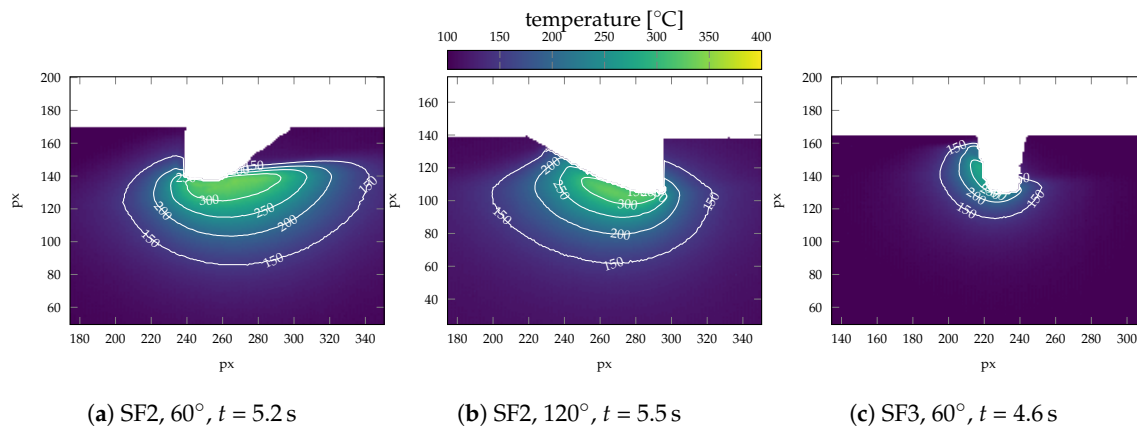 temperature [°C]
100 150 200 250 300 350 400
200 180 160 140 120 100 80 60
px
180 200 220 240 260 280 300 320 340
px
150 150 200 250 300 150 150
160 140 120 100 80 60 40
px
180 200 220 240 260 280 300 320 340
px
200 250 300 200 150 150 150
200 180 160 140 120 100 80 60
px
140 160 180 200 220 240 260 280 300
px
150 200 150 150
(a) SF2, 60°, t = 5.2 s
(b) SF2, 120°, t = 5.5 s
(c) SF3, 60°, t = 4.6 s